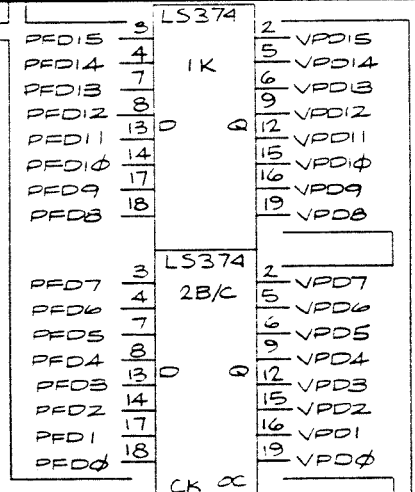 LS374
PFD15 3 2 VPD15
PFD14 4 5 VPD14
1K
PFD13 7 6 VPD13
PFD12 8 9 VPD12
PFD11 13 D Q 12 VPD11
PFD10 14 15 VPD10
PFD9 17 16 VPD9
PFD8 18 19 VPD8
LS374
PFD7 3 2 VPD7
2B/C
PFD6 4 5 VPD6
PFD5 7 6 VPD5
PFD4 8 9 VPD4
PFD3 13 D Q 12 VPD3
PFD2 14 15 VPD2
PFD1 17 16 VPD1
PFD0 18 19 VPD0
CK OC